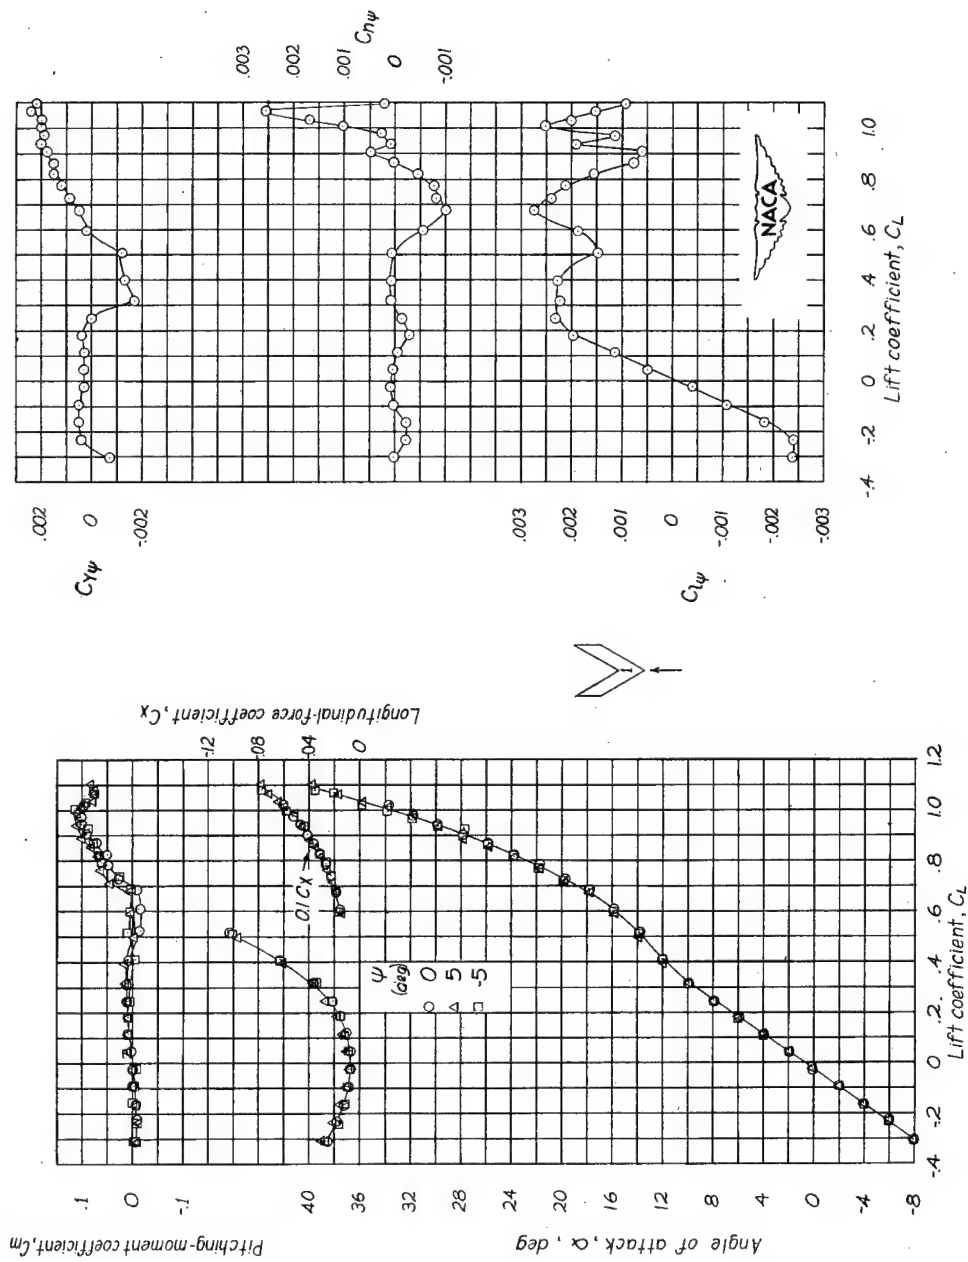 Pitching-moment coefficient, Cm
.1
0
-.1
Longitudinal-force coefficient, CX
-.12
-.08
-.04
0
0.1 CX
ψ
(deg)
0
5
-5
Angle of attack, α, deg
40
36
32
28
24
20
16
12
8
4
0
-4
-8
-.4 -.2 0 .2 .4 .6 .8 1.0 1.2
Lift coefficient, CL
1
CYψ
.002
0
-.002
Cnψ
.003
.002
.001
0
-.001
Clψ
.003
.002
.001
0
-.001
-.002
-.003
NACA
-.4 -.2 0 .2 .4 .6 .8 1.0
Lift coefficient, CL